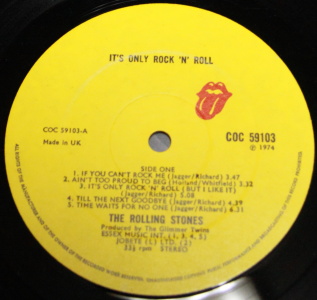 IT'S ONLY ROCK 'N' ROLL
COC 59103-A
Made in UK
COC 59103
℗ 1974
SIDE ONE
1. IF YOU CAN'T ROCK ME (Jagger/Richard) 3.47
2. AIN'T TOO PROUD TO BEG (Holland/Whitfield) 3.32
3. IT'S ONLY ROCK 'N' ROLL (BUT I LIKE IT)
(Jagger/Richard) 5.08
4. TILL THE NEXT GOODBYE (Jagger/Richard) 4.39
5. TIME WAITS FOR NO ONE (Jagger/Richard) 6.31
THE ROLLING STONES
Produced by The Glimmer Twins
ESSEX MUSIC INT. (1, 3, 4, 5)
JOBETE (C) LTD. (2)
33⅓ rpm STEREO